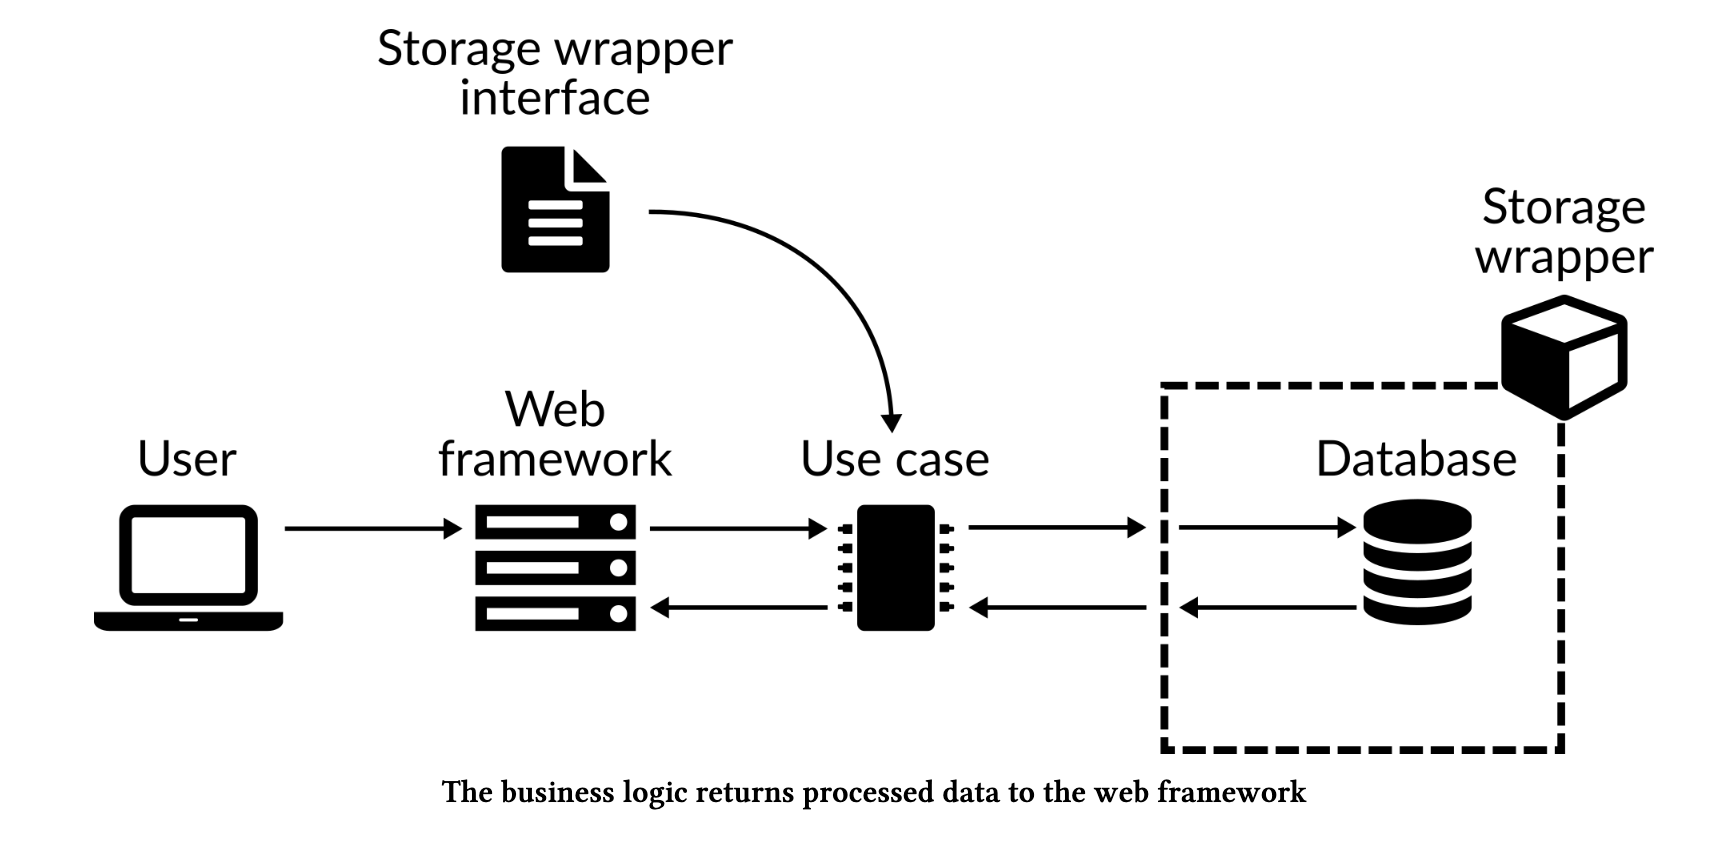 Storage wrapper
interface
Storage
wrapper
Web
framework
User
Use case
Database
The business logic returns processed data to the web framework